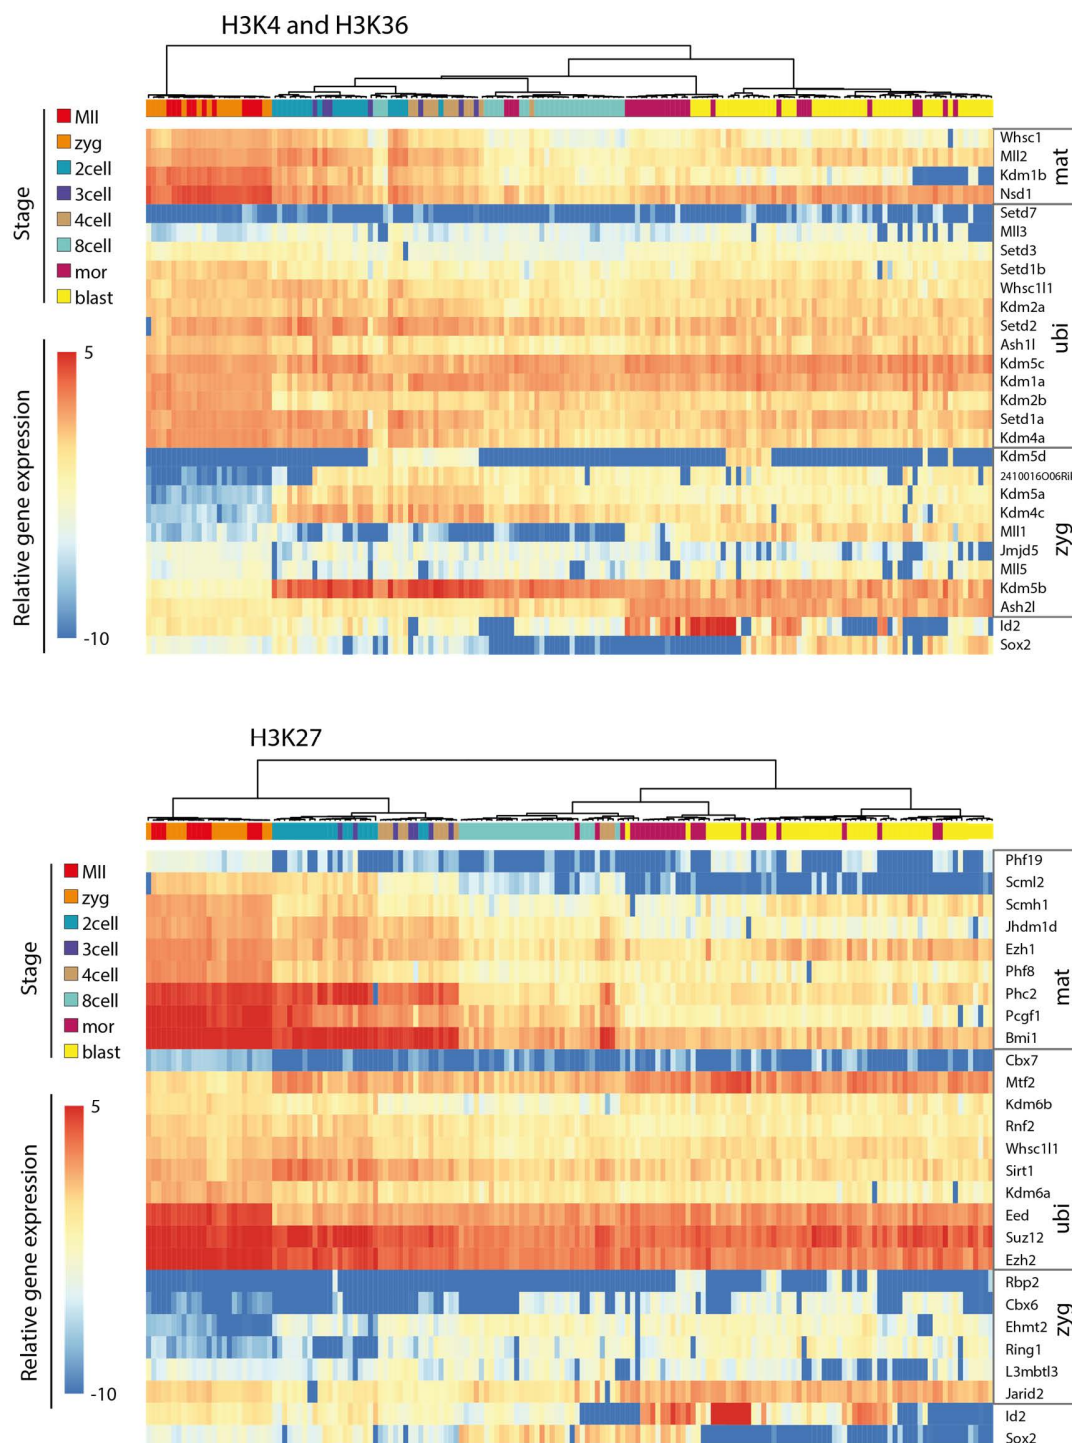 H3K4 and H3K36
Stage
MII
zyg
2cell
3cell
4cell
8cell
mor
blast
Relative gene expression
5
-10
Whsc1
Mll2
Kdm1b
Nsd1
mat
Setd7
Mll3
Setd3
Setd1b
Whsc1l1
Kdm2a
Setd2
Ash1l
Kdm5c
Kdm1a
Kdm2b
Setd1a
Kdm4a
ubi
Kdm5d
2410016O06Ri
Kdm5a
Kdm4c
Mll1
Jmjd5
Mll5
Kdm5b
Ash2l
zyg
Id2
Sox2
H3K27
Stage
MII
zyg
2cell
3cell
4cell
8cell
mor
blast
Relative gene expression
5
-10
Phf19
Scml2
Scmh1
Jhdm1d
Ezh1
Phf8
Phc2
Pcgf1
Bmi1
mat
Cbx7
Mtf2
Kdm6b
Rnf2
Whsc1l1
Sirt1
Kdm6a
Eed
Suz12
Ezh2
ubi
Rbp2
Cbx6
Ehmt2
Ring1
L3mbtl3
Jarid2
zyg
Id2
Sox2